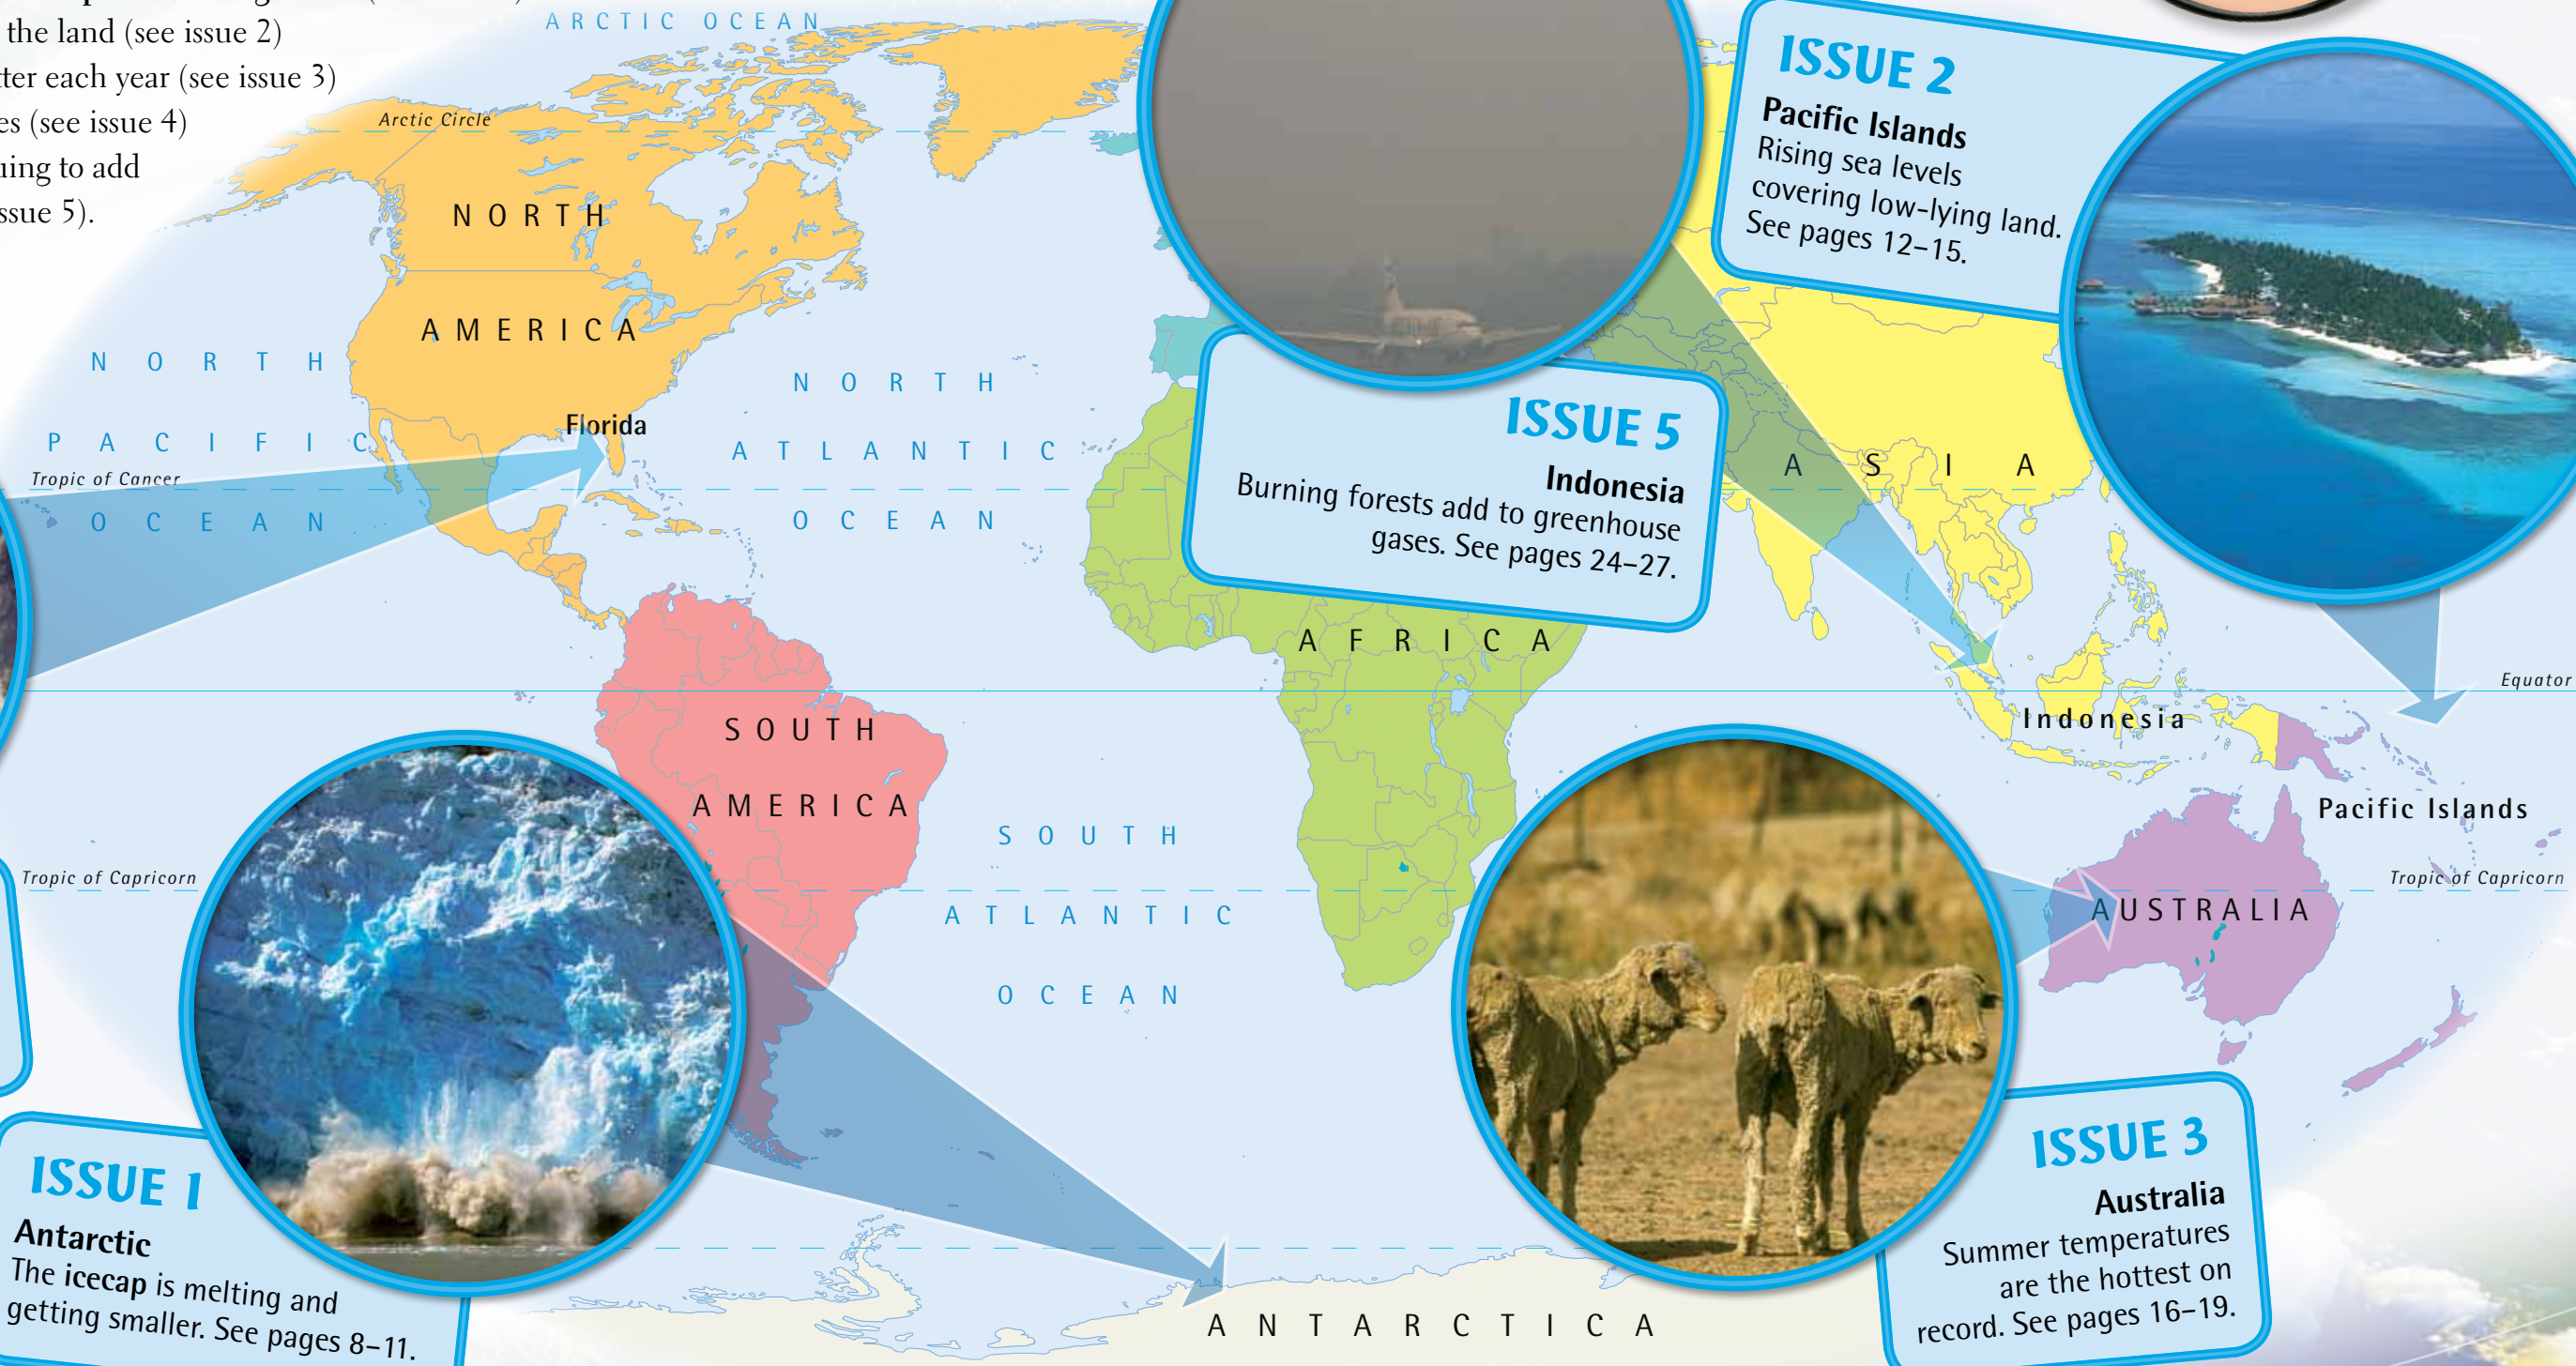 the land (see issue 2)
each year (see issue 3)
(see issue 4)
to add
5).
ARCTIC OCEAN
Arctic Circle
NORTH
AMERICA
Florida
NORTH
PACIFIC
OCEAN
Tropic of Cancer
NORTH
ATLANTIC
OCEAN
ISSUE 2
Pacific Islands
Rising sea levels
covering low-lying land.
See pages 12–15.
ISSUE 5
Indonesia
Burning forests add to greenhouse
gases. See pages 24–27.
ASIA
AFRICA
Equator
Indonesia
SOUTH
AMERICA
Pacific Islands
SOUTH
ATLANTIC
OCEAN
Tropic of Capricorn
Tropic of Capricorn
AUSTRALIA
ISSUE 1
Antarctic
The icecap is melting and
getting smaller. See pages 8–11.
ISSUE 3
Australia
Summer temperatures
are the hottest on
record. See pages 16–19.
ANTARCTICA